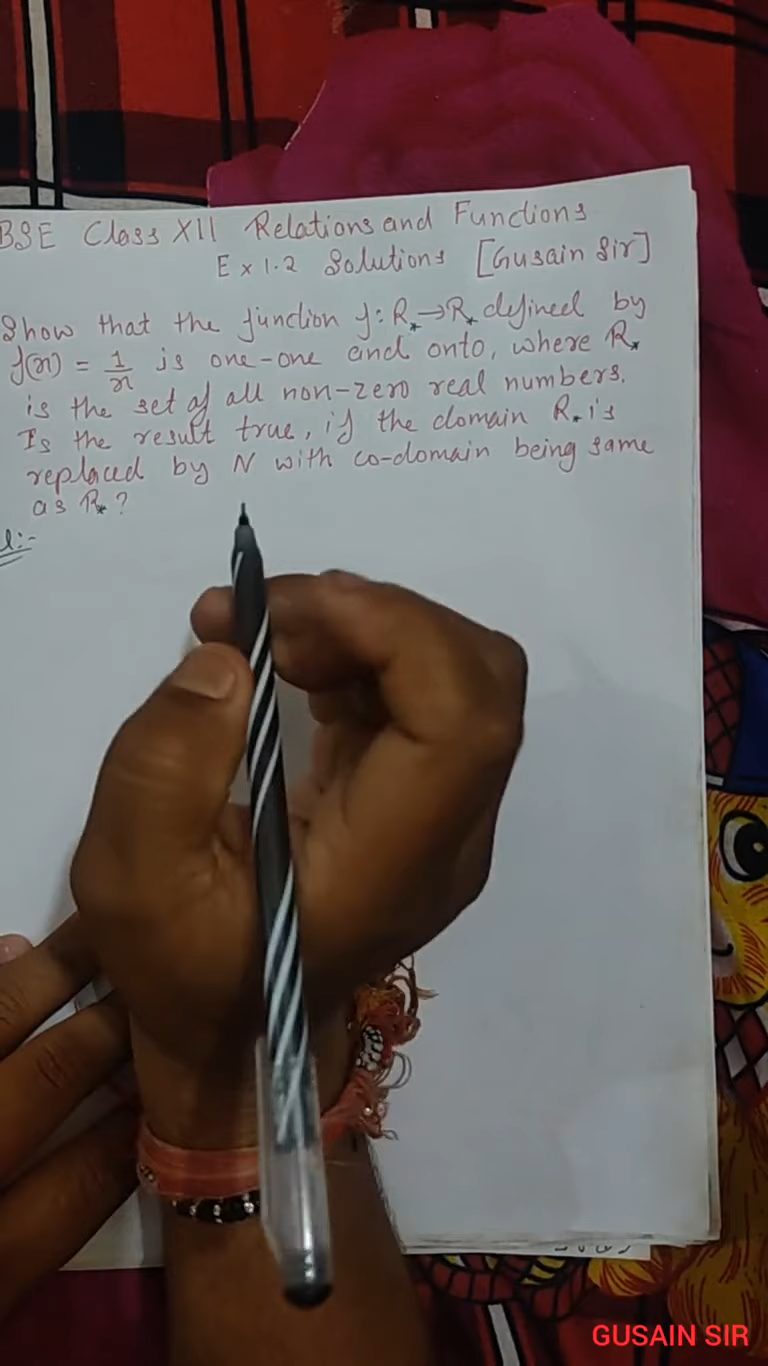 BSE Class XII Relations and Functions
Ex 1.2 Solutions [Gusain Sir]
Show that the function f: R* → R* defined by
f(x) = 1/x is one-one and onto, where R*
is the set of all non-zero real numbers.
Is the result true, if the domain R* is
replaced by N with co-domain being same
as R*?
l:-
GUSAIN SIR